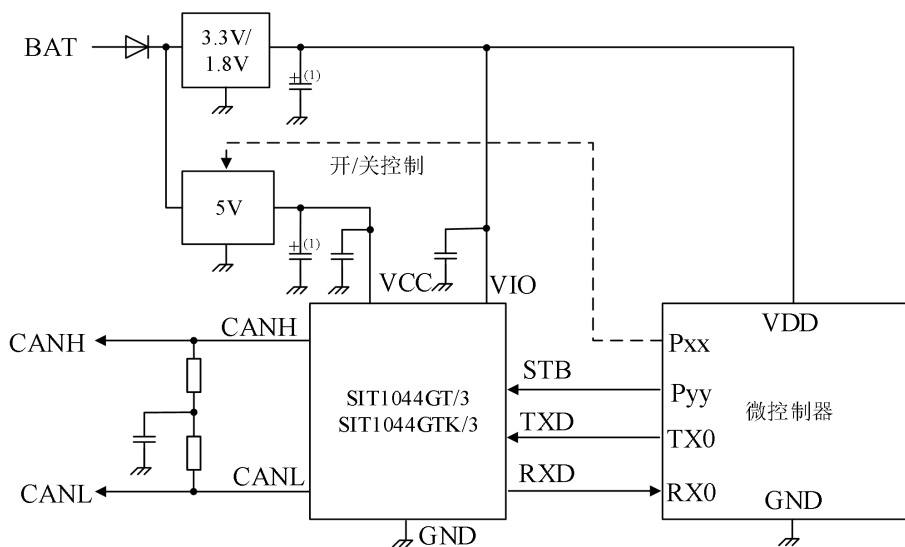 BAT
3.3V/
1.8V
+(1)
开/关控制
5V
+(1)
VCC
VIO
CANH
CANH
VDD
Pxx
STB
Pyy
SIT1044GT/3
SIT1044GTK/3
微控制器
TXD
TX0
CANL
CANL
RXD
RX0
GND
GND